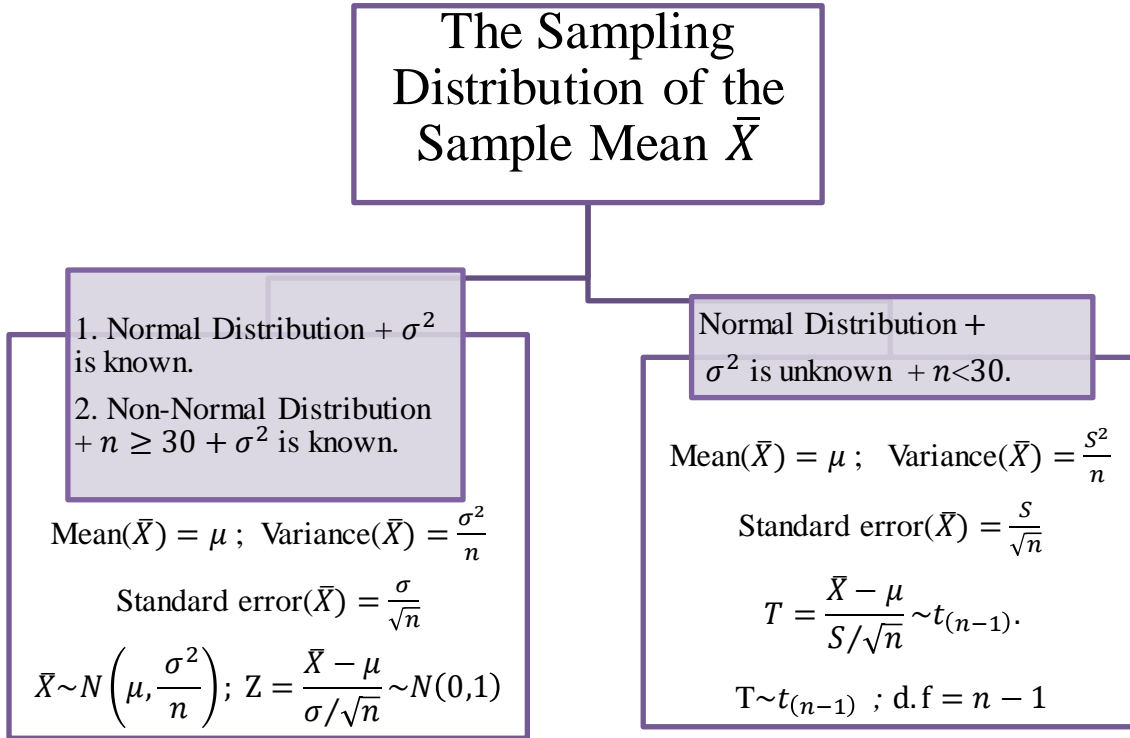 The Sampling
Distribution of the
Sample Mean X̄
1. Normal Distribution + σ²
is known.
2. Non-Normal Distribution
+ n ≥ 30 + σ² is known.
Mean(X̄) = μ ; Variance(X̄) = σ²/n
Standard error(X̄) = σ/√n
X̄~N(μ, σ²/n); Z = (X̄ − μ)/(σ/√n) ~N(0,1)
Normal Distribution +
σ² is unknown + n<30.
Mean(X̄) = μ ; Variance(X̄) = S²/n
Standard error(X̄) = S/√n
T = (X̄ − μ)/(S/√n) ~t₍ₙ₋₁₎.
T~t₍ₙ₋₁₎ ; d.f = n − 1